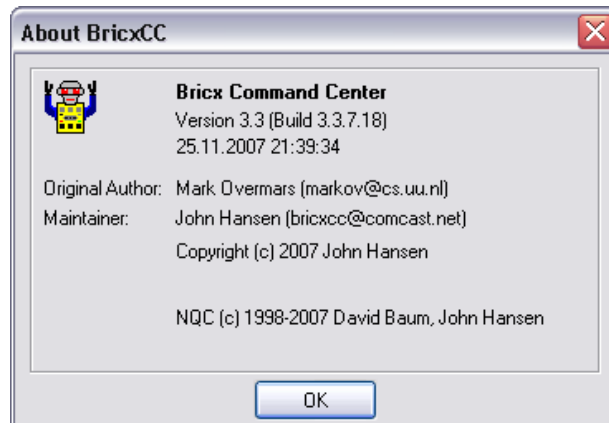 About BricxCC
Bricx Command Center
Version 3.3 (Build 3.3.7.18)
25.11.2007 21:39:34
Original Author: Mark Overmars (markov@cs.uu.nl)
Maintainer: John Hansen (bricxcc@comcast.net)
Copyright (c) 2007 John Hansen
NQC (c) 1998-2007 David Baum, John Hansen
OK